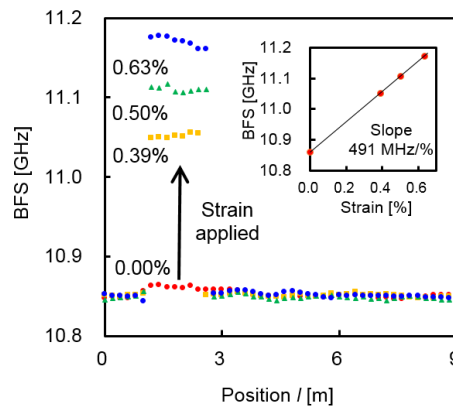 11.2
11.1
11.0
10.9
10.8
BFS [GHz]
0.63%
0.50%
0.39%
0.00%
Strain
applied
0
3
6
9
Position l [m]
11.2
11.1
11.0
10.9
10.8
BFS [GHz]
Slope
491 MHz/%
0.0 0.2 0.4 0.6
Strain [%]